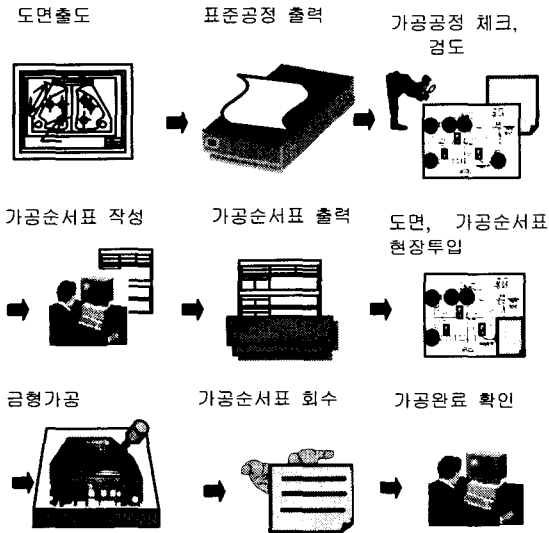 도면출도
표준공정 출력
가공공정 체크,
검도
가공순서표 작성
가공순서표 출력
도면, 가공순서표
현장투입
금형가공
가공순서표 회수
가공완료 확인